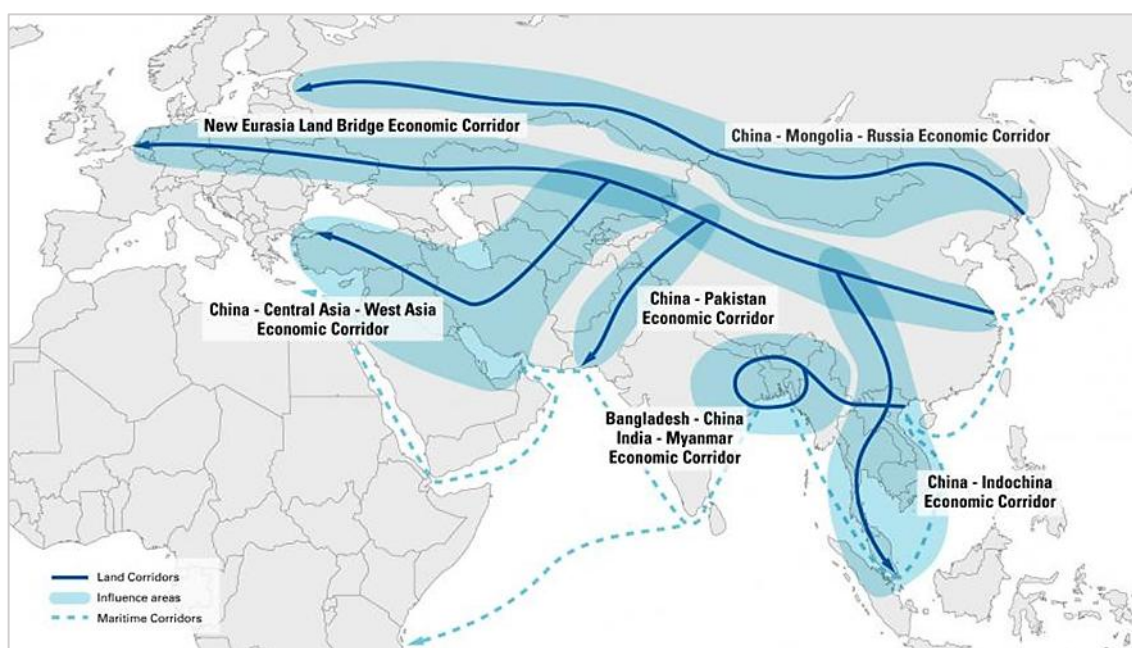 New Eurasia Land Bridge Economic Corridor
China - Mongolia - Russia Economic Corridor
China - Central Asia - West Asia
Economic Corridor
China - Pakistan
Economic Corridor
Bangladesh - China
India - Myanmar
Economic Corridor
China - Indochina
Economic Corridor
Land Corridors
Influence areas
Maritime Corridors